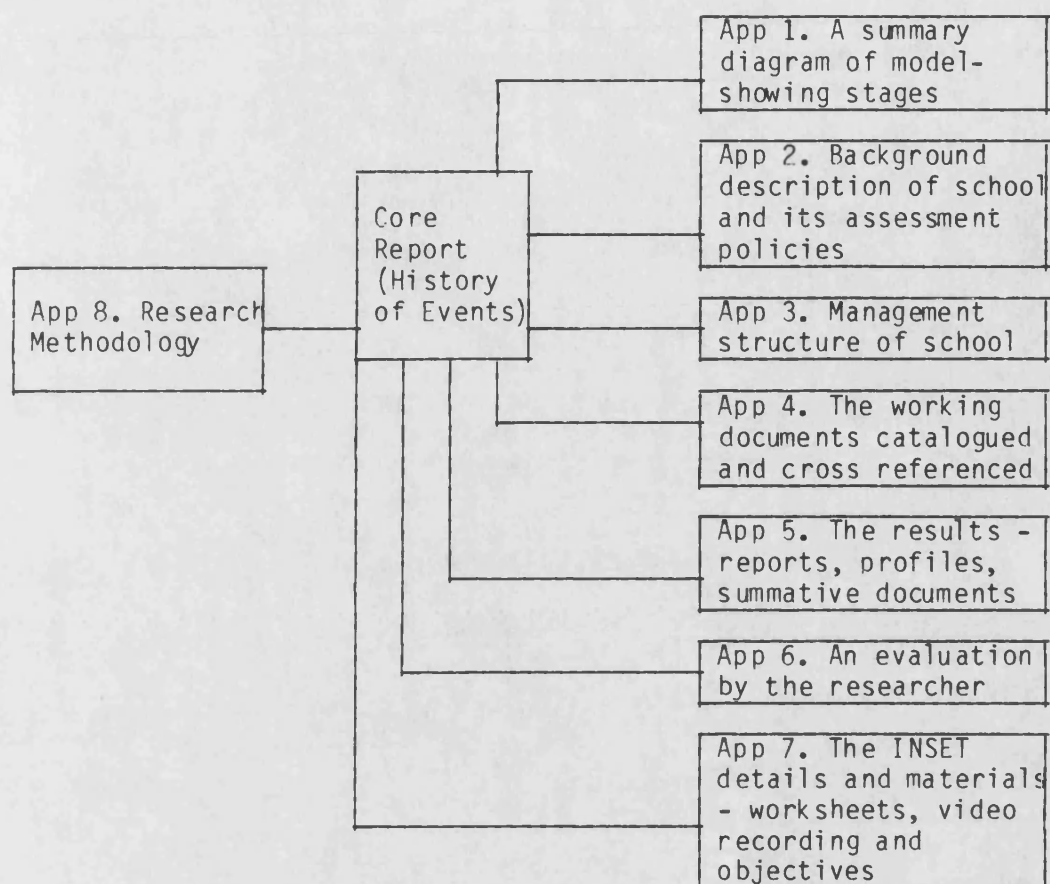 App 1. A summary
diagram of model-
showing stages
App 2. Background
description of school
and its assessment
policies
Core
Report
(History
of Events)
App 8. Research
Methodology
App 3. Management
structure of school
App 4. The working
documents catalogued
and cross referenced
App 5. The results -
reports, profiles,
summative documents
App 6. An evaluation
by the researcher
App 7. The INSET
details and materials
- worksheets, video
recording and
objectives